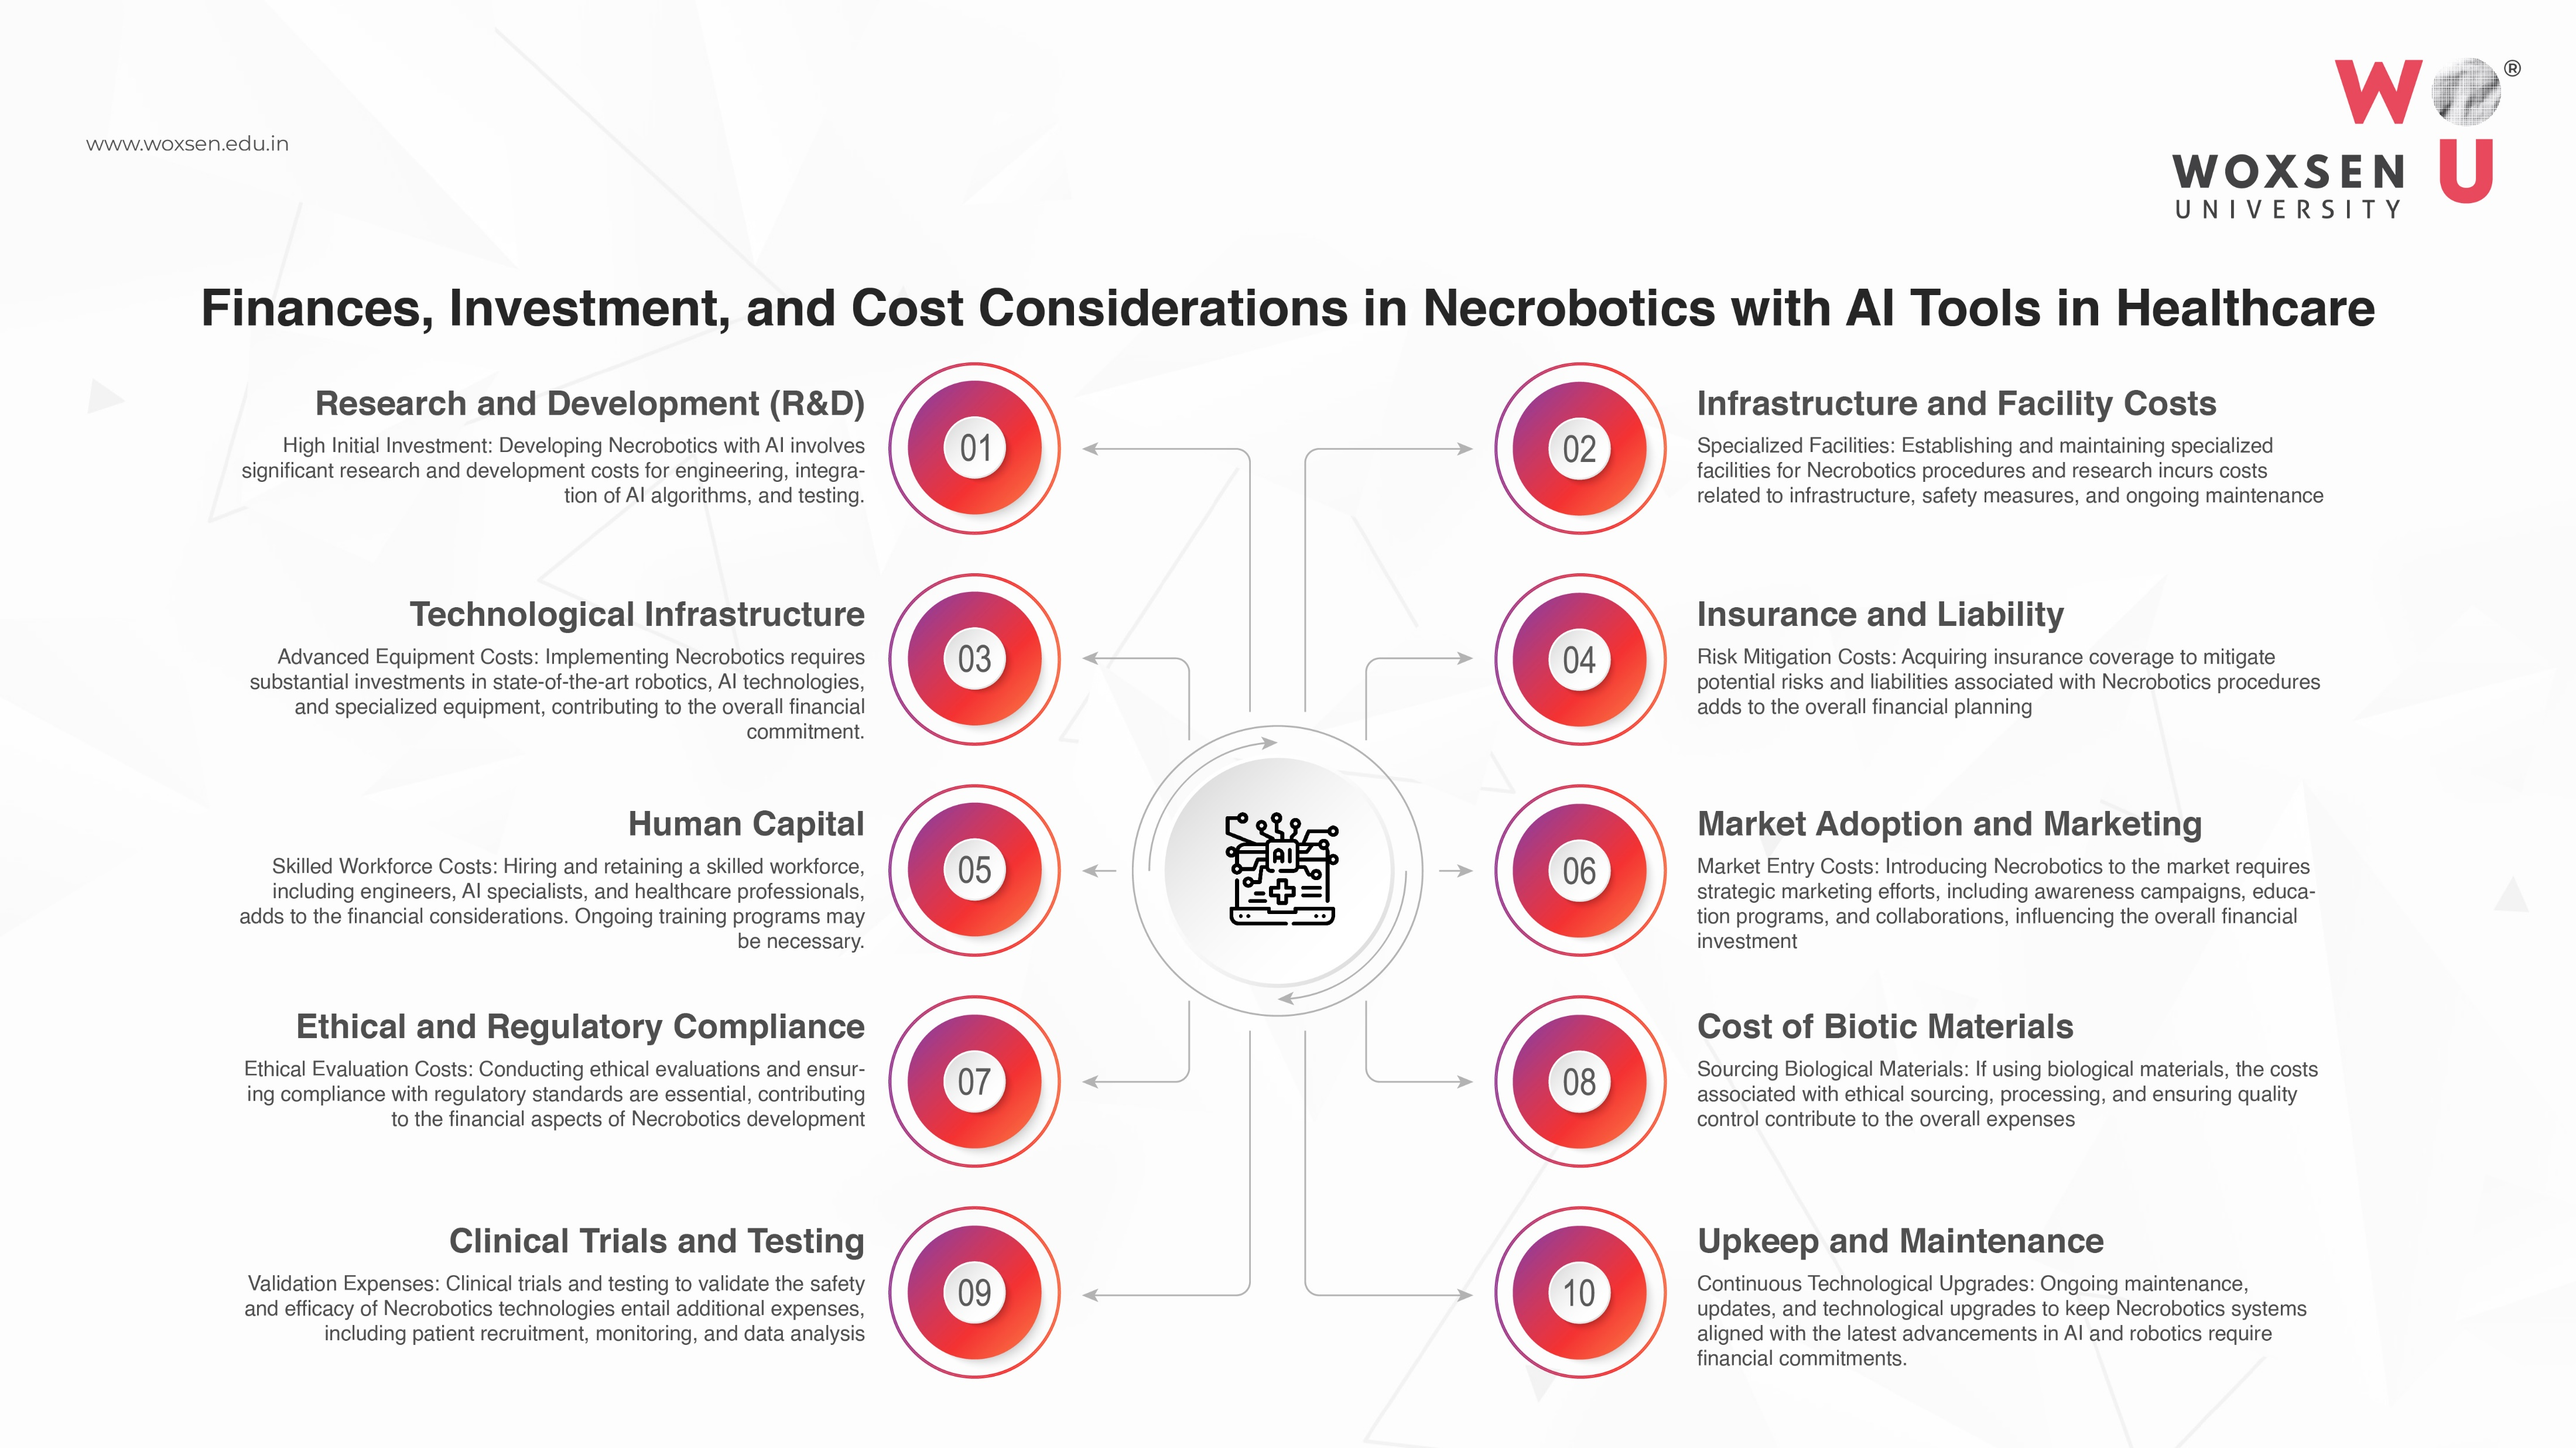 www.woxsen.edu.in
W ®
WOXSEN U
UNIVERSITY
Finances, Investment, and Cost Considerations in Necrobotics with AI Tools in Healthcare
Research and Development (R&D)
High Initial Investment: Developing Necrobotics with AI involves
significant research and development costs for engineering, integra-
tion of AI algorithms, and testing.
01
02
Infrastructure and Facility Costs
Specialized Facilities: Establishing and maintaining specialized
facilities for Necrobotics procedures and research incurs costs
related to infrastructure, safety measures, and ongoing maintenance
Technological Infrastructure
Advanced Equipment Costs: Implementing Necrobotics requires
substantial investments in state-of-the-art robotics, AI technologies,
and specialized equipment, contributing to the overall financial
commitment.
03
04
Insurance and Liability
Risk Mitigation Costs: Acquiring insurance coverage to mitigate
potential risks and liabilities associated with Necrobotics procedures
adds to the overall financial planning
Human Capital
Skilled Workforce Costs: Hiring and retaining a skilled workforce,
including engineers, AI specialists, and healthcare professionals,
adds to the financial considerations. Ongoing training programs may
be necessary.
05
AI
06
Market Adoption and Marketing
Market Entry Costs: Introducing Necrobotics to the market requires
strategic marketing efforts, including awareness campaigns, educa-
tion programs, and collaborations, influencing the overall financial
investment
Ethical and Regulatory Compliance
Ethical Evaluation Costs: Conducting ethical evaluations and ensur-
ing compliance with regulatory standards are essential, contributing
to the financial aspects of Necrobotics development
07
08
Cost of Biotic Materials
Sourcing Biological Materials: If using biological materials, the costs
associated with ethical sourcing, processing, and ensuring quality
control contribute to the overall expenses
Clinical Trials and Testing
Validation Expenses: Clinical trials and testing to validate the safety
and efficacy of Necrobotics technologies entail additional expenses,
including patient recruitment, monitoring, and data analysis
09
10
Upkeep and Maintenance
Continuous Technological Upgrades: Ongoing maintenance,
updates, and technological upgrades to keep Necrobotics systems
aligned with the latest advancements in AI and robotics require
financial commitments.